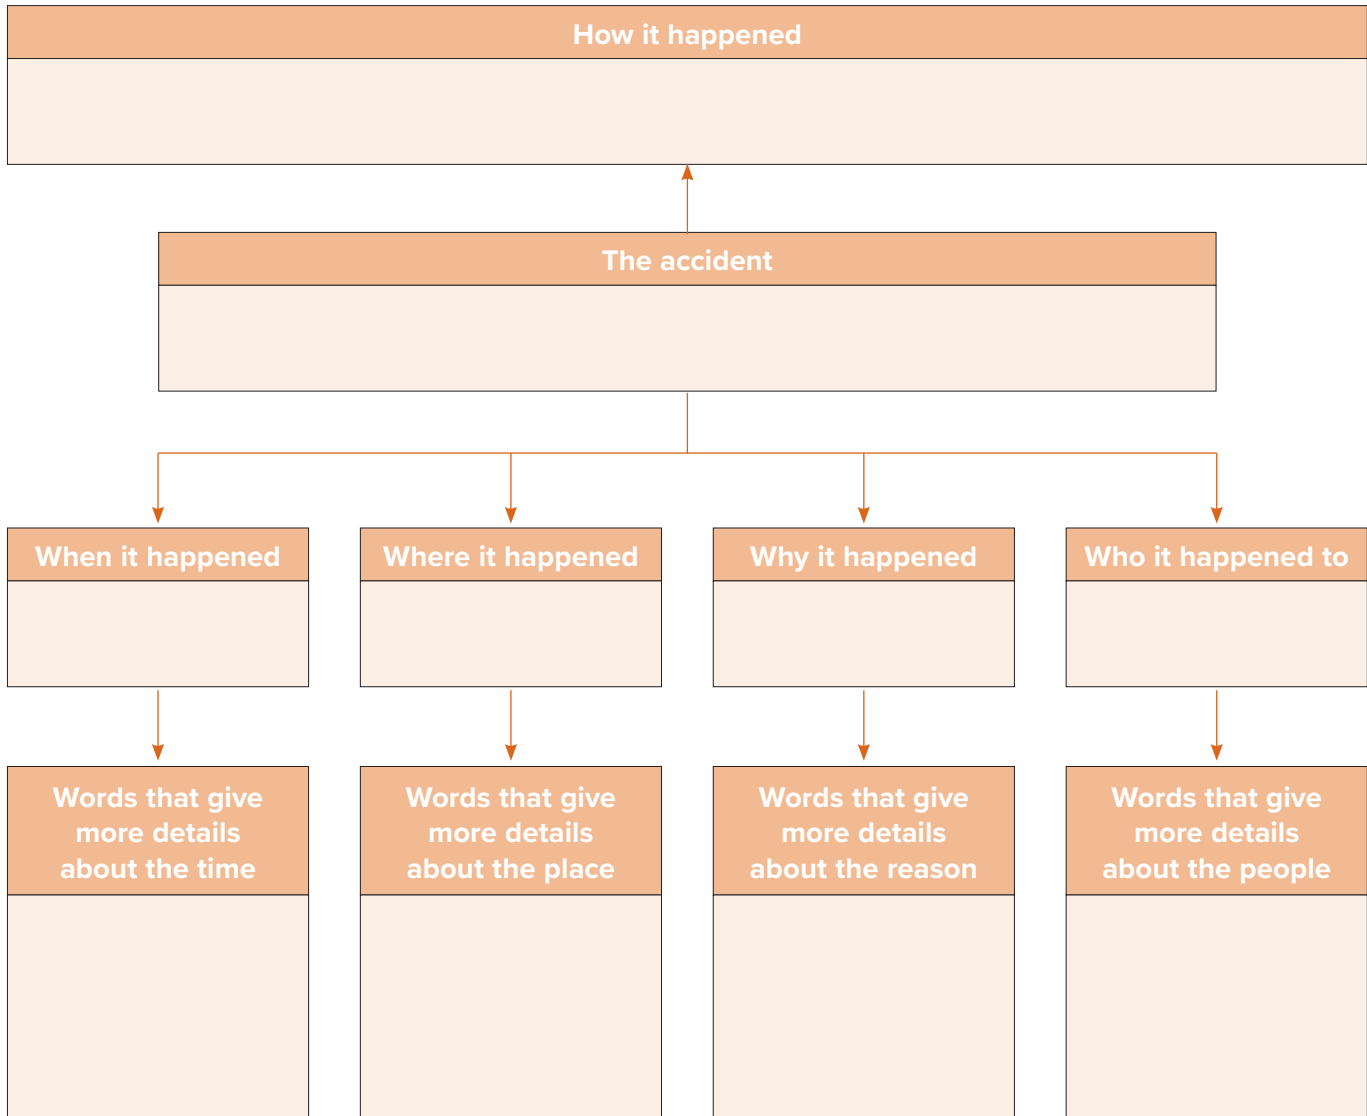 How it happened
The accident
When it happened
Where it happened
Why it happened
Who it happened to
Words that give
more details
about the time
Words that give
more details
about the place
Words that give
more details
about the reason
Words that give
more details
about the people